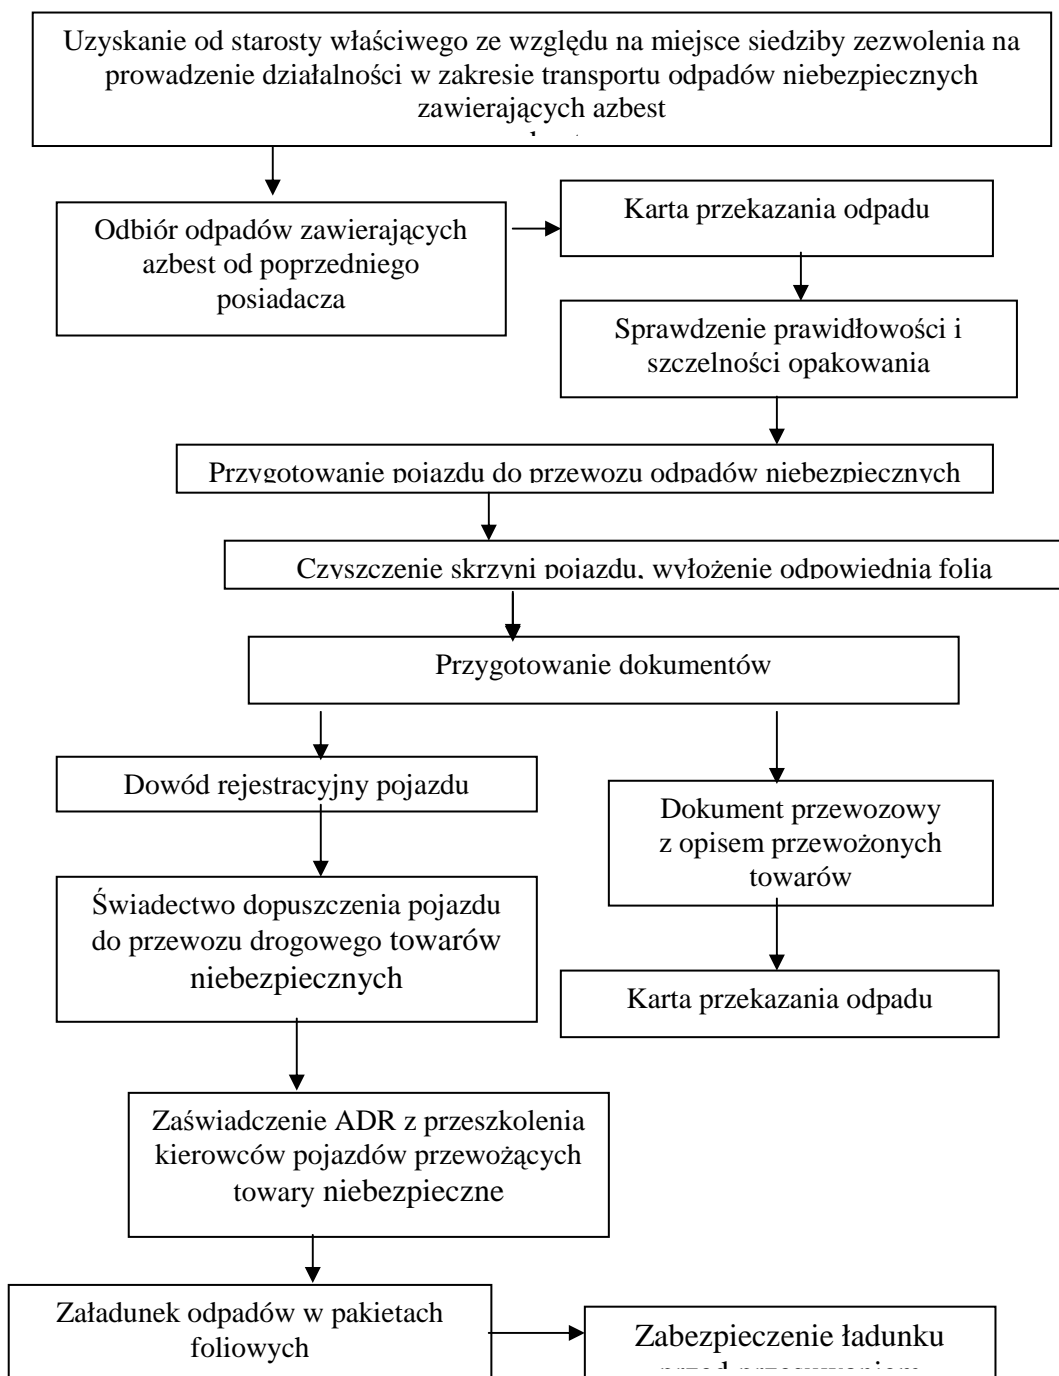 Uzyskanie od starosty właściwego ze względu na miejsce siedziby zezwolenia na
prowadzenie działalności w zakresie transportu odpadów niebezpiecznych
zawierających azbest
Odbiór odpadów zawierających
azbest od poprzedniego
posiadacza
Karta przekazania odpadu
Sprawdzenie prawidłowości i
szczelności opakowania
Przygotowanie pojazdu do przewozu odpadów niebezpiecznych
Czyszczenie skrzyni pojazdu, wyłożenie odpowiednią folią
Przygotowanie dokumentów
Dowód rejestracyjny pojazdu
Świadectwo dopuszczenia pojazdu
do przewozu drogowego towarów
niebezpiecznych
Zaświadczenie ADR z przeszkolenia
kierowców pojazdów przewożących
towary niebezpieczne
Dokument przewozowy
z opisem przewożonych
towarów
Karta przekazania odpadu
Załadunek odpadów w pakietach
foliowych
Zabezpieczenie ładunku
przed przesuwaniem